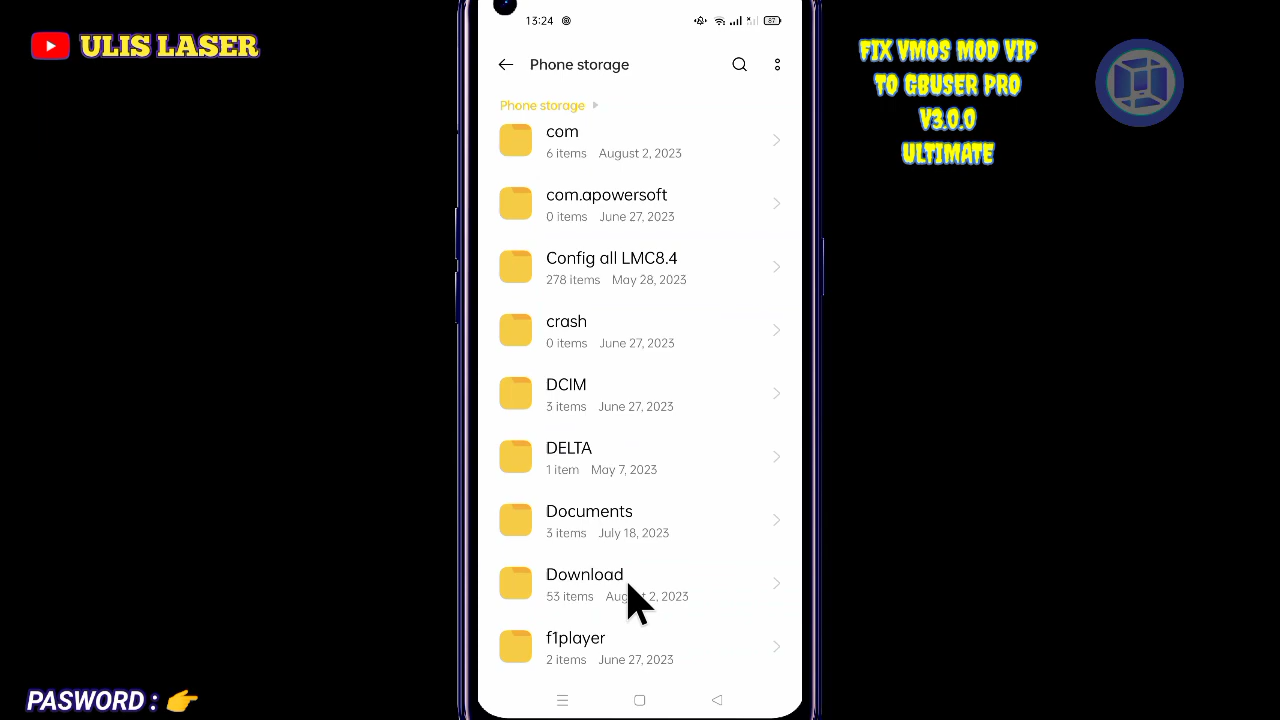 ULIS LASER
FIX VMOS MOD VIP
TO GBUSER PRO
V3.0.0
ULTIMATE
13:24
87
Phone storage
Phone storage
com
6 items August 2, 2023
com.apowersoft
0 items June 27, 2023
Config all LMC8.4
278 items May 28, 2023
crash
0 items June 27, 2023
DCIM
3 items June 27, 2023
DELTA
1 item May 7, 2023
Documents
3 items July 18, 2023
Download
53 items August 2, 2023
f1player
2 items June 27, 2023
PASWORD : 👉